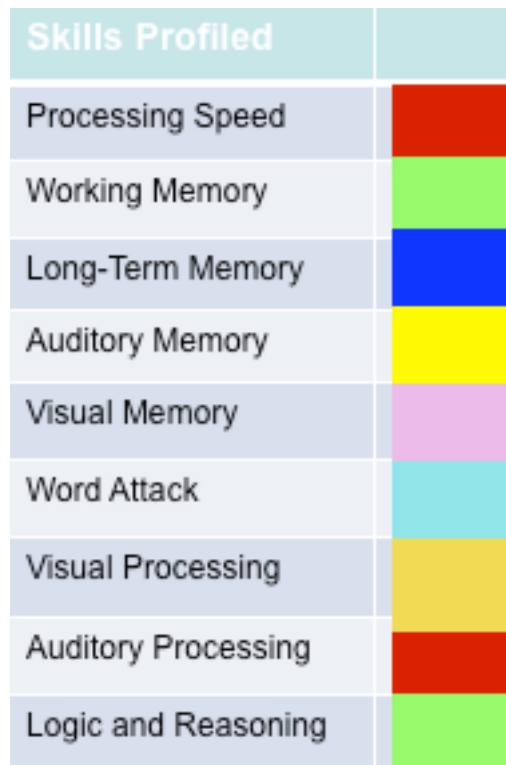 Skills Profiled
Processing Speed
Working Memory
Long-Term Memory
Auditory Memory
Visual Memory
Word Attack
Visual Processing
Auditory Processing
Logic and Reasoning